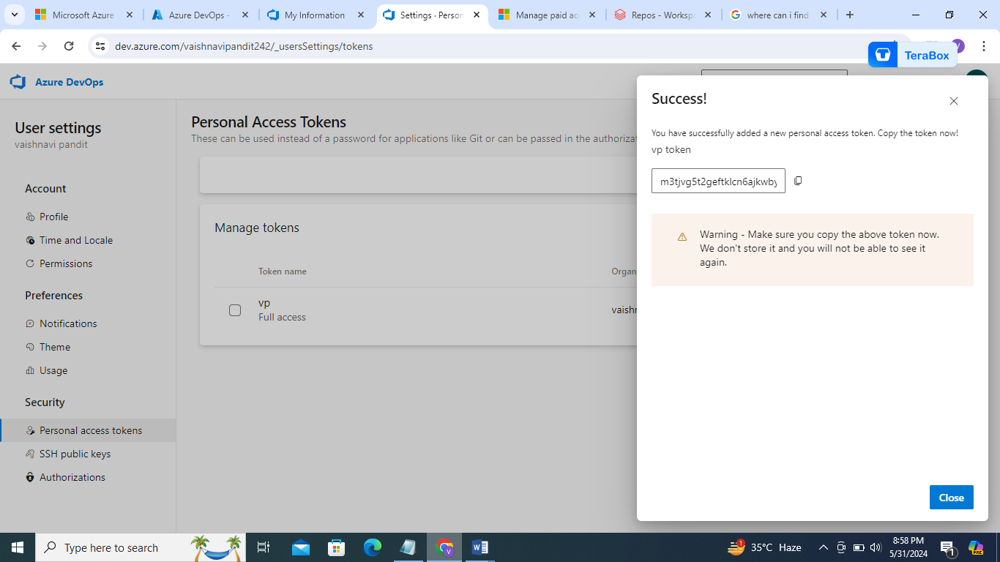 Microsoft Azure
Azure DevOps -
My Information
Settings · Person
Manage paid acc
Repos - Worksp
where can i find
dev.azure.com/vaishnavipandit242/_usersSettings/tokens
TeraBox
Azure DevOps
User settings
vaishnavi pandit
Account
Profile
Time and Locale
Permissions
Preferences
Notifications
Theme
Usage
Security
Personal access tokens
SSH public keys
Authorizations
Personal Access Tokens
These can be used instead of a password for applications like Git or can be passed in the authorizat
Manage tokens
Token name
Organ
vp
Full access
vaishn
Success!
You have successfully added a new personal access token. Copy the token now!
vp token
m3tjvg5t2geftklcn6ajkwby
Warning - Make sure you copy the above token now.
We don't store it and you will not be able to see it
again.
Close
Type here to search
35°C Haze
8:58 PM
5/31/2024